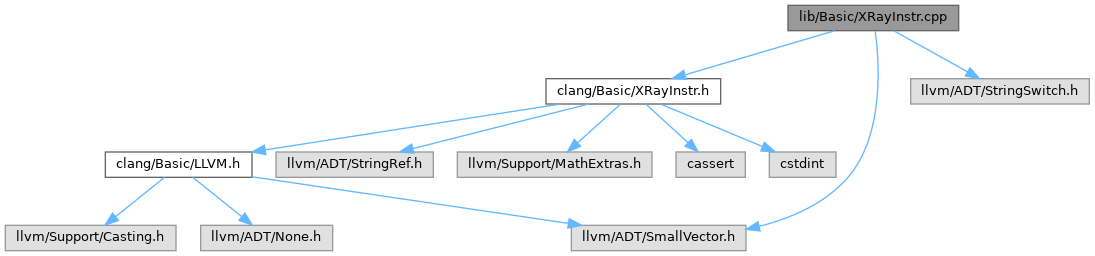 lib/Basic/XRayInstr.cpp
clang/Basic/XRayInstr.h
llvm/ADT/StringSwitch.h
clang/Basic/LLVM.h
llvm/ADT/StringRef.h
llvm/Support/MathExtras.h
cassert
cstdint
llvm/Support/Casting.h
llvm/ADT/None.h
llvm/ADT/SmallVector.h